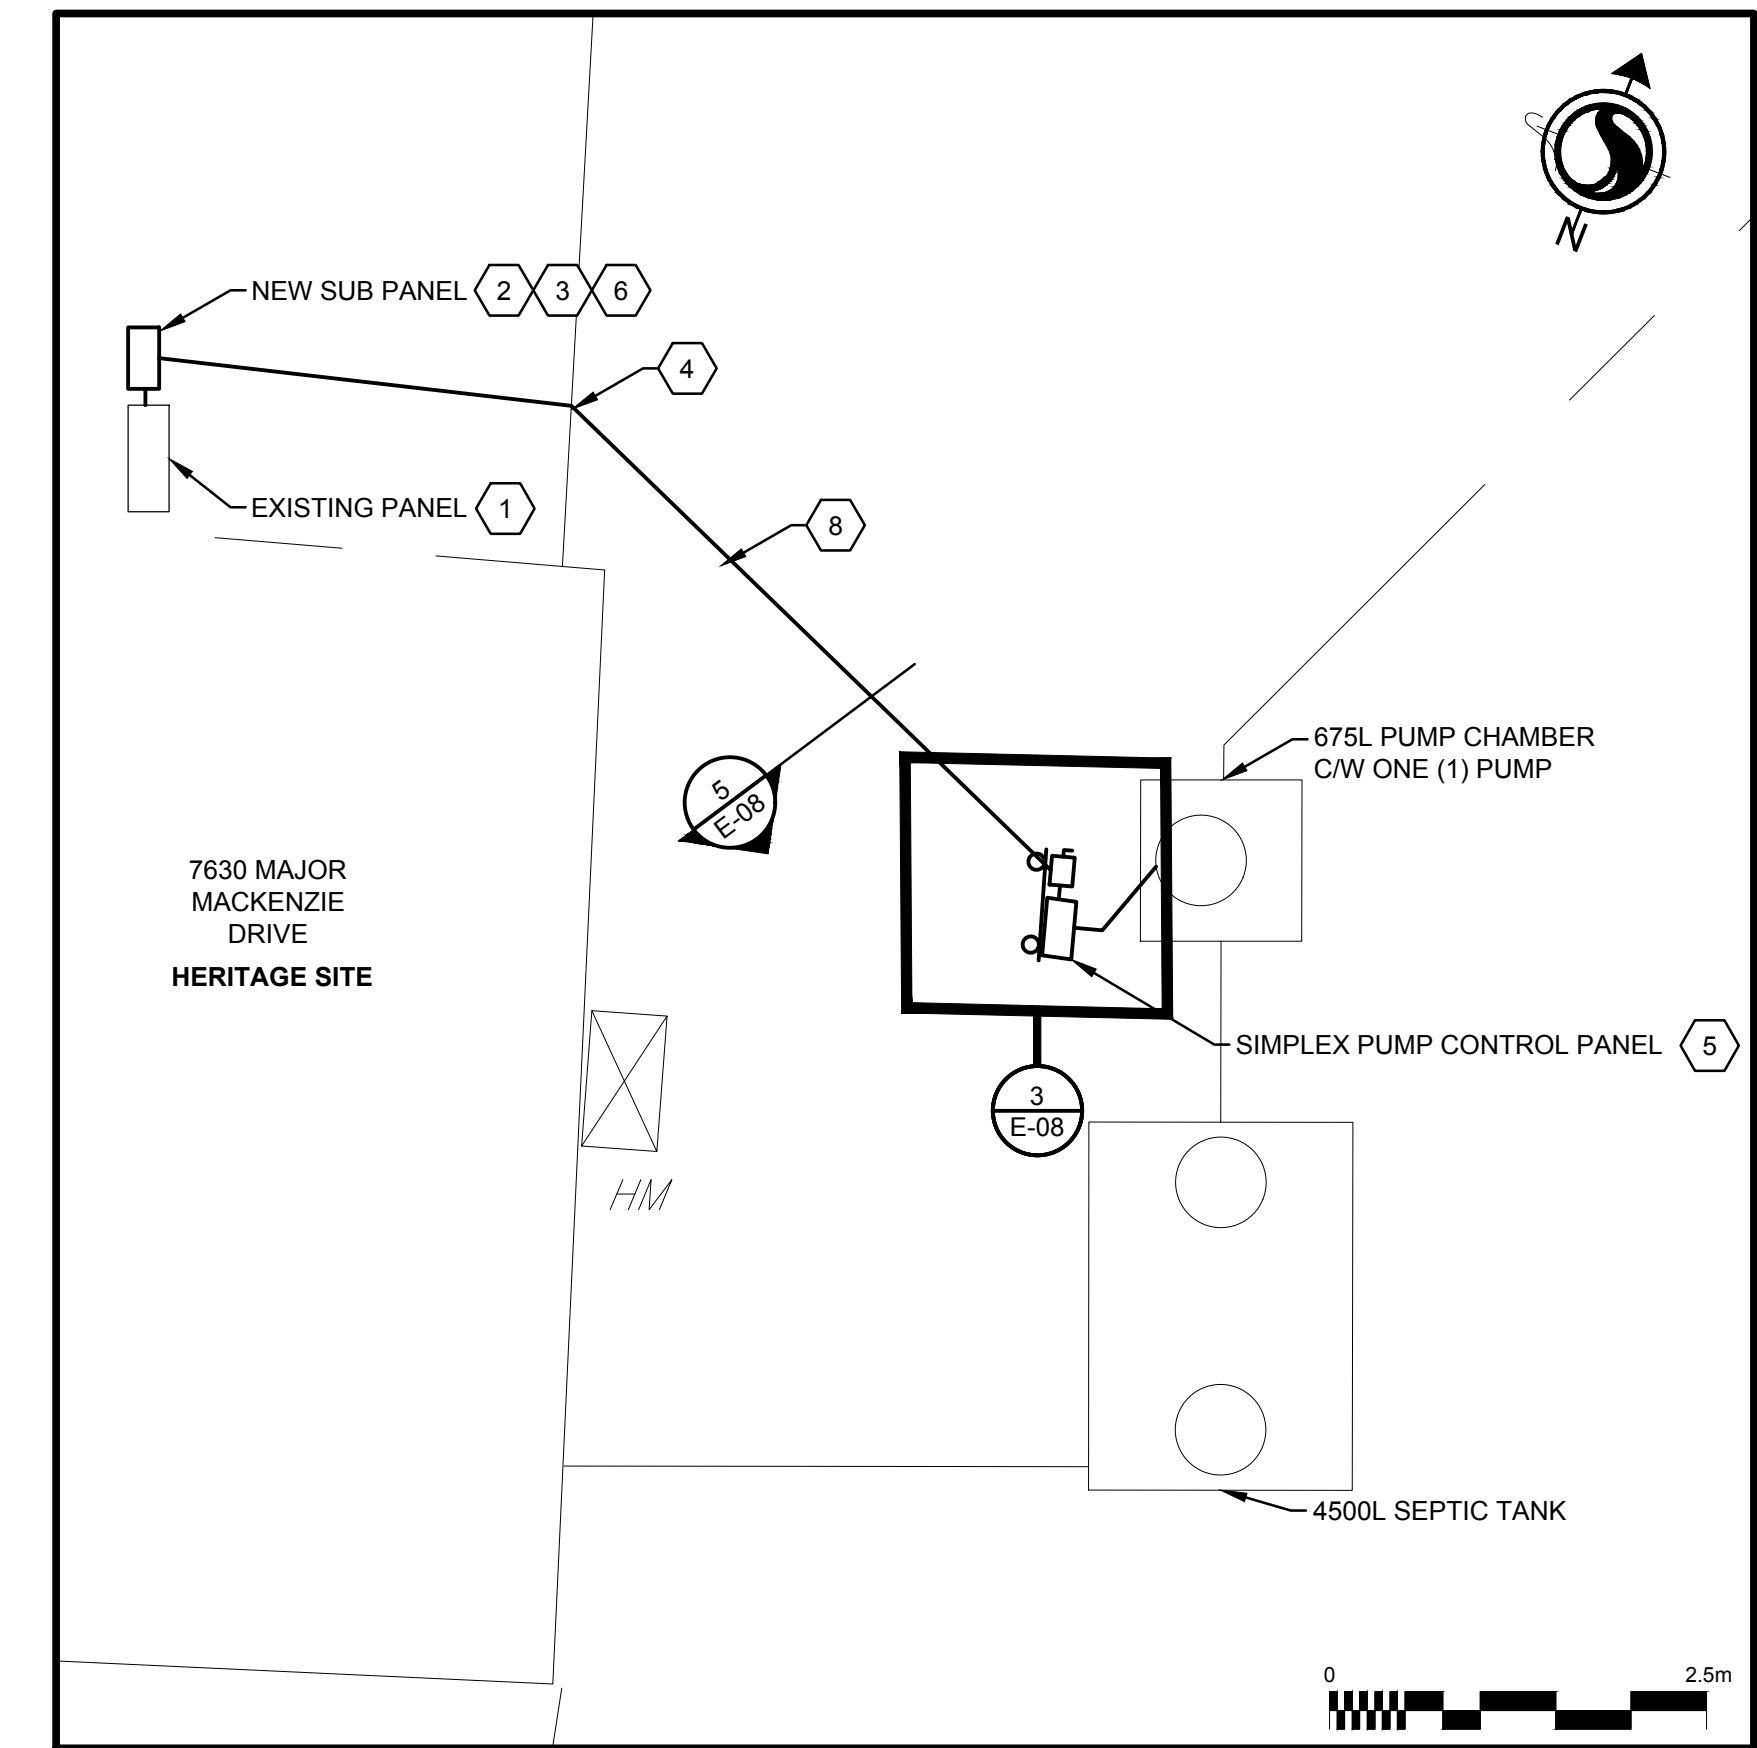 N
NEW SUB PANEL 2 3 6
4
EXISTING PANEL 1
8
675L PUMP CHAMBER
C/W ONE (1) PUMP
5
E-08
7630 MAJOR
MACKENZIE
DRIVE
HERITAGE SITE
SIMPLEX PUMP CONTROL PANEL 5
3
E-08
HM
4500L SEPTIC TANK
0 2.5m